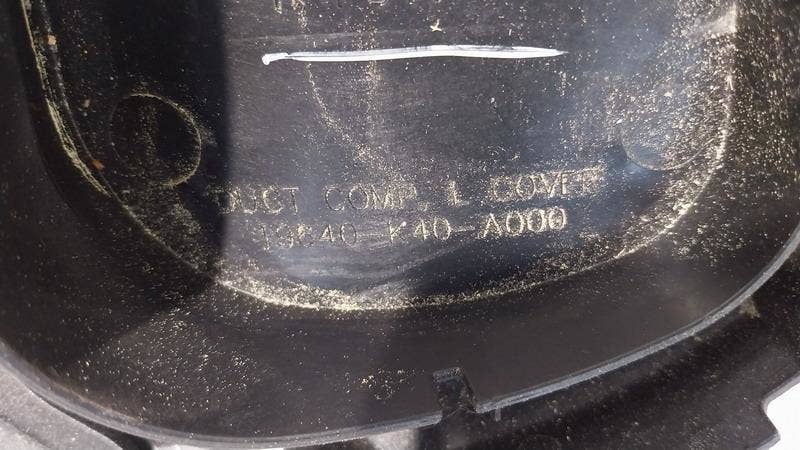 DUCT COMP, L COVER
19640-K40-A000